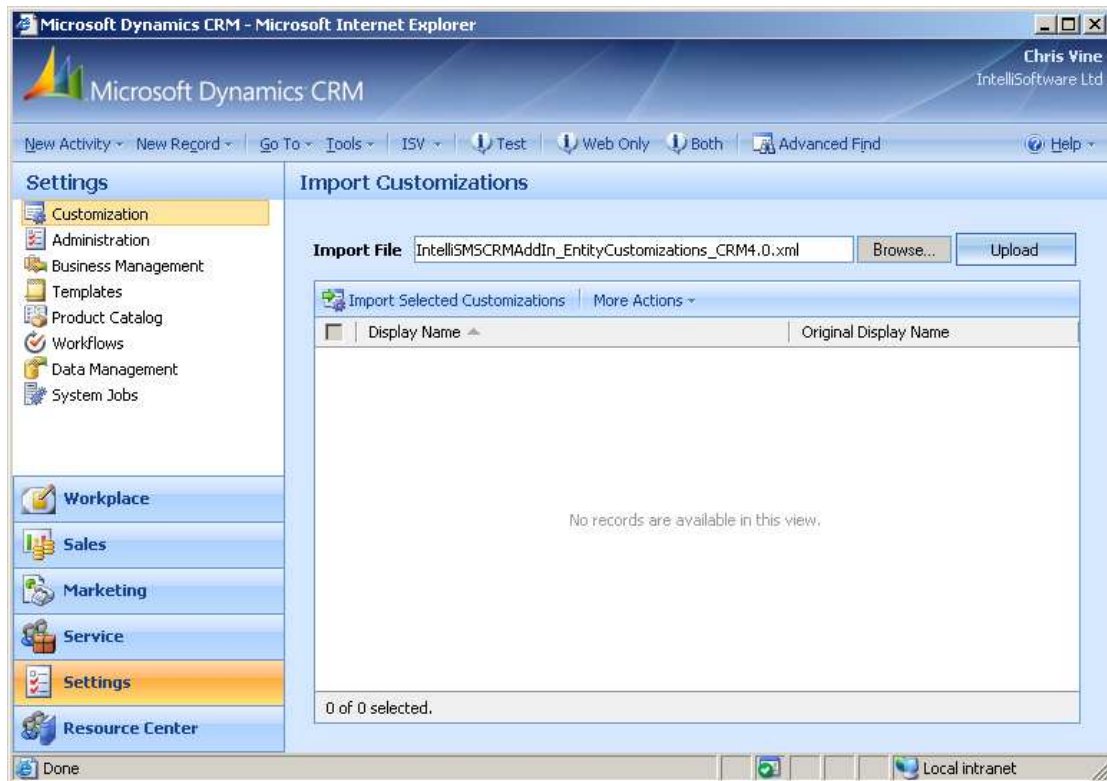 Microsoft Dynamics CRM - Microsoft Internet Explorer
Chris Vine
IntelliSoftware Ltd
Microsoft Dynamics CRM
New Activity New Record Go To Tools ISV Test Web Only Both Advanced Find Help
Settings
Customization
Administration
Business Management
Templates
Product Catalog
Workflows
Data Management
System Jobs
Workplace
Sales
Marketing
Service
Settings
Resource Center
Import Customizations
Import File IntelliSMSCRMAddIn_EntityCustomizations_CRM4.0.xml Browse... Upload
Import Selected Customizations More Actions
Display Name Original Display Name
No records are available in this view.
0 of 0 selected.
Done Local intranet